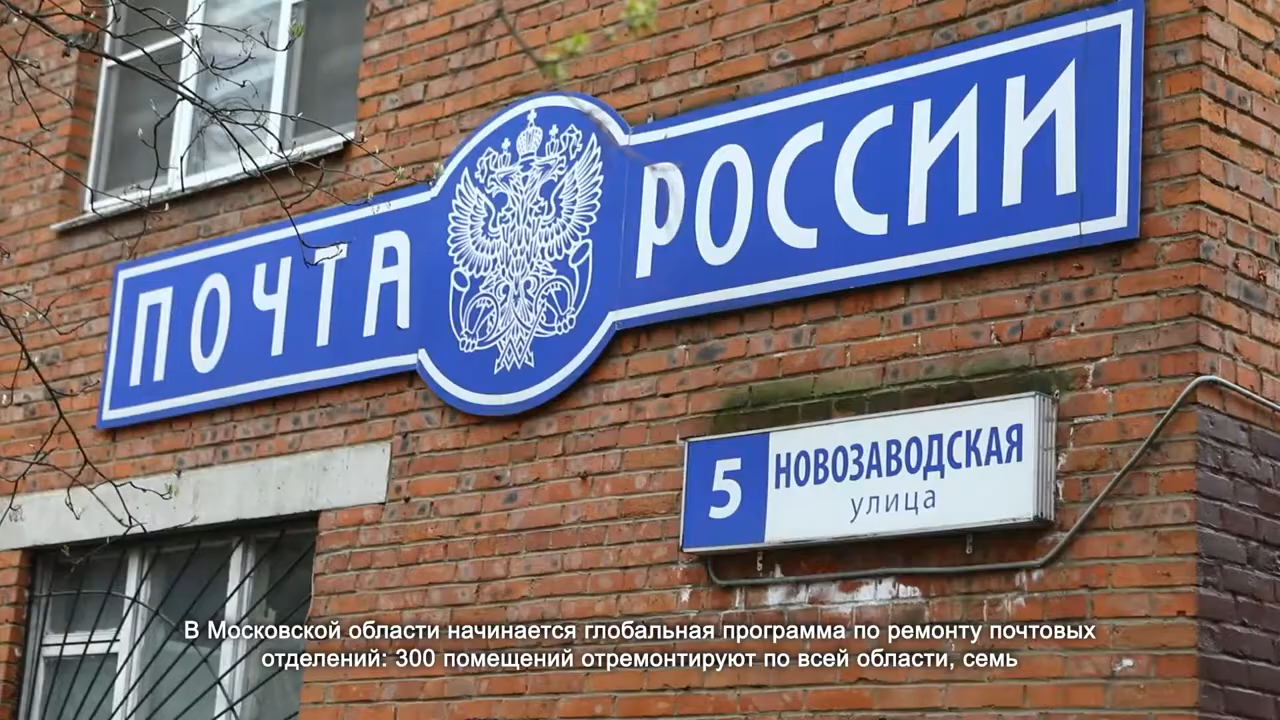 ПОЧТА РОССИИ
5 НОВОЗАВОДСКАЯ
улица
В Московской области начинается глобальная программа по ремонту почтовых
отделений: 300 помещений отремонтируют по всей области, семь